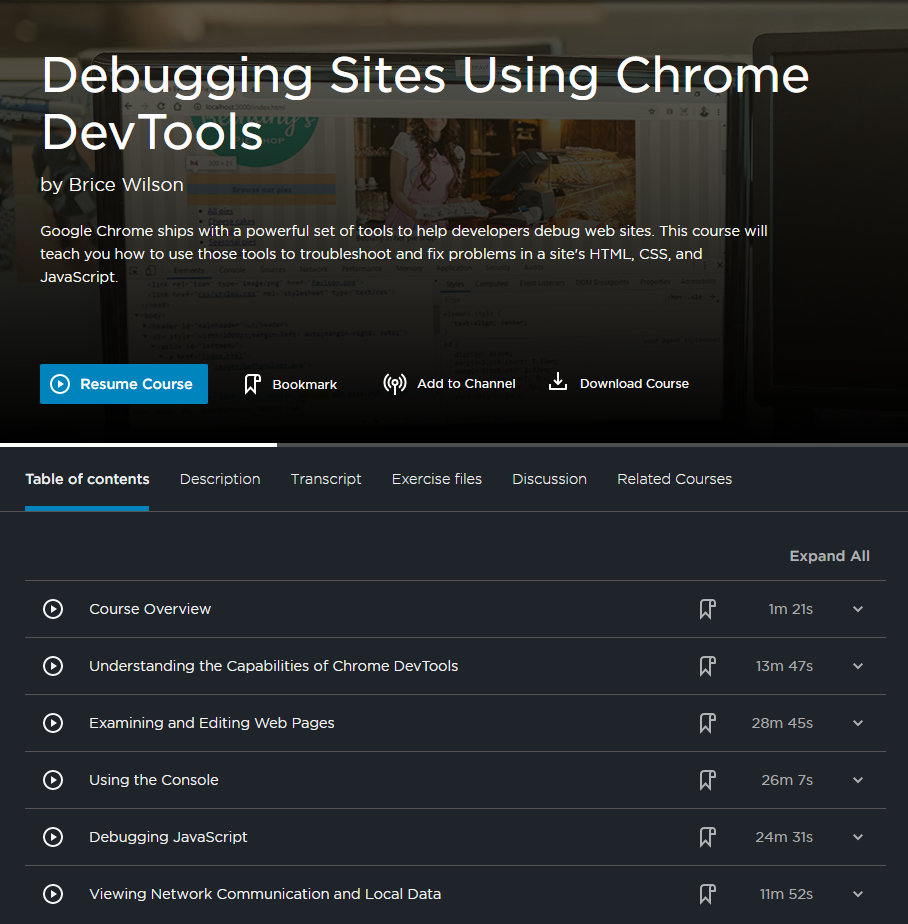 Debugging Sites Using Chrome
DevTools
by Brice Wilson
Google Chrome ships with a powerful set of tools to help developers debug web sites. This course will
teach you how to use those tools to troubleshoot and fix problems in a site's HTML, CSS, and
JavaScript.
Resume Course Bookmark Add to Channel Download Course
Table of contents Description Transcript Exercise files Discussion Related Courses
Expand All
Course Overview 1m 21s
Understanding the Capabilities of Chrome DevTools 13m 47s
Examining and Editing Web Pages 28m 45s
Using the Console 26m 7s
Debugging JavaScript 24m 31s
Viewing Network Communication and Local Data 11m 52s